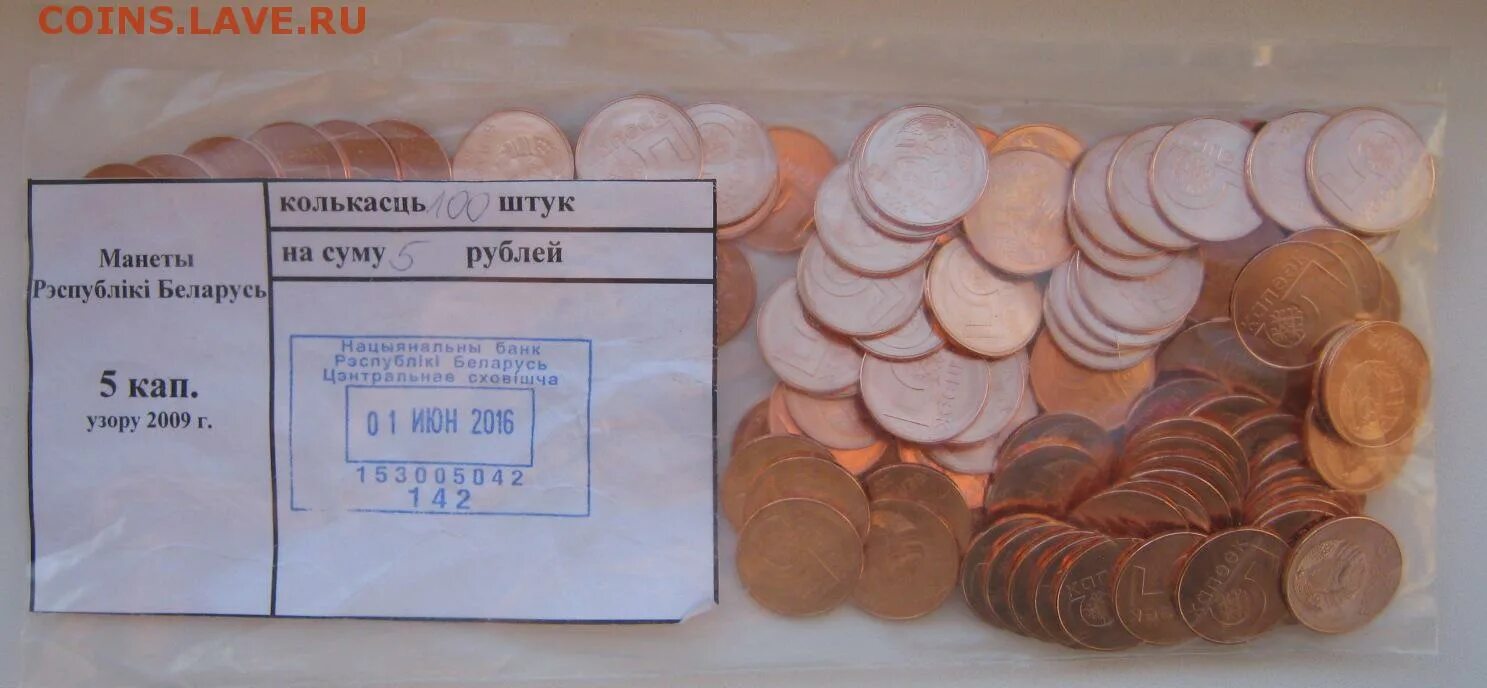 COINS.LAVE.RU
Манеты
Рэспублікі Беларусь
5 кап.
узору 2009 г.
колькасць 100 штук
на суму 5 рублей
Нацыянальны банк
Рэспублікі Беларусь
Цэнтральнае сховішча
01 ИЮН 2016
153005042
142